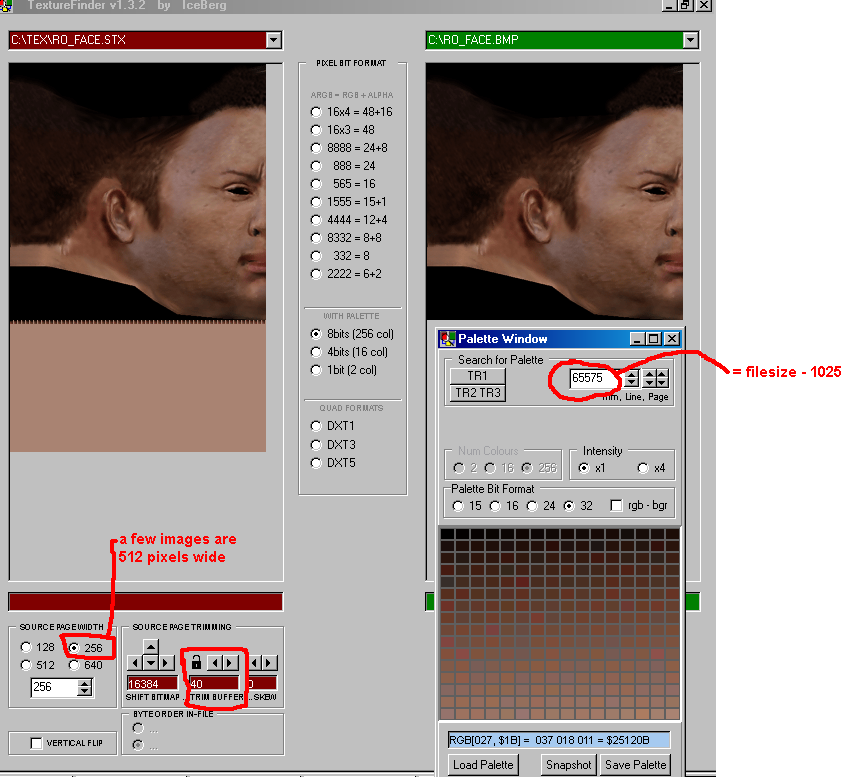 TextureFinder v1.3.2 by IceBerg
C:\TEX\RO_FACE.STX
C:\RO_FACE.BMP
PIXEL BIT FORMAT
ARGB = RGB + ALPHA
16x4 = 48+16
16x3 = 48
8888 = 24+8
888 = 24
565 = 16
1555 = 15+1
4444 = 12+4
8332 = 8+8
332 = 8
2222 = 6+2
WITH PALETTE
8bits (256 col)
4bits (16 col)
1bit (2 col)
QUAD FORMATS
DXT1
DXT3
DXT5
Palette Window
Search for Palette
TR1
TR2 TR3
65575
Line, Page
= filesize - 1025
Num Colours
2 16 256
Intensity
x1 x4
Palette Bit Format
15 16 24 32 rgb - bgr
RGB[027, $1B] = 037 018 011 = $25120B
Load Palette Snapshot Save Palette
a few images are
512 pixels wide
SOURCE PAGE WIDTH
128 256
512 640
256
VERTICAL FLIP
SOURCE PAGE TRIMMING
16384 40 0
SHIFT BITMAP TRIM BUFFER ...SKBW
BYTE ORDER IN-FILE
...
...